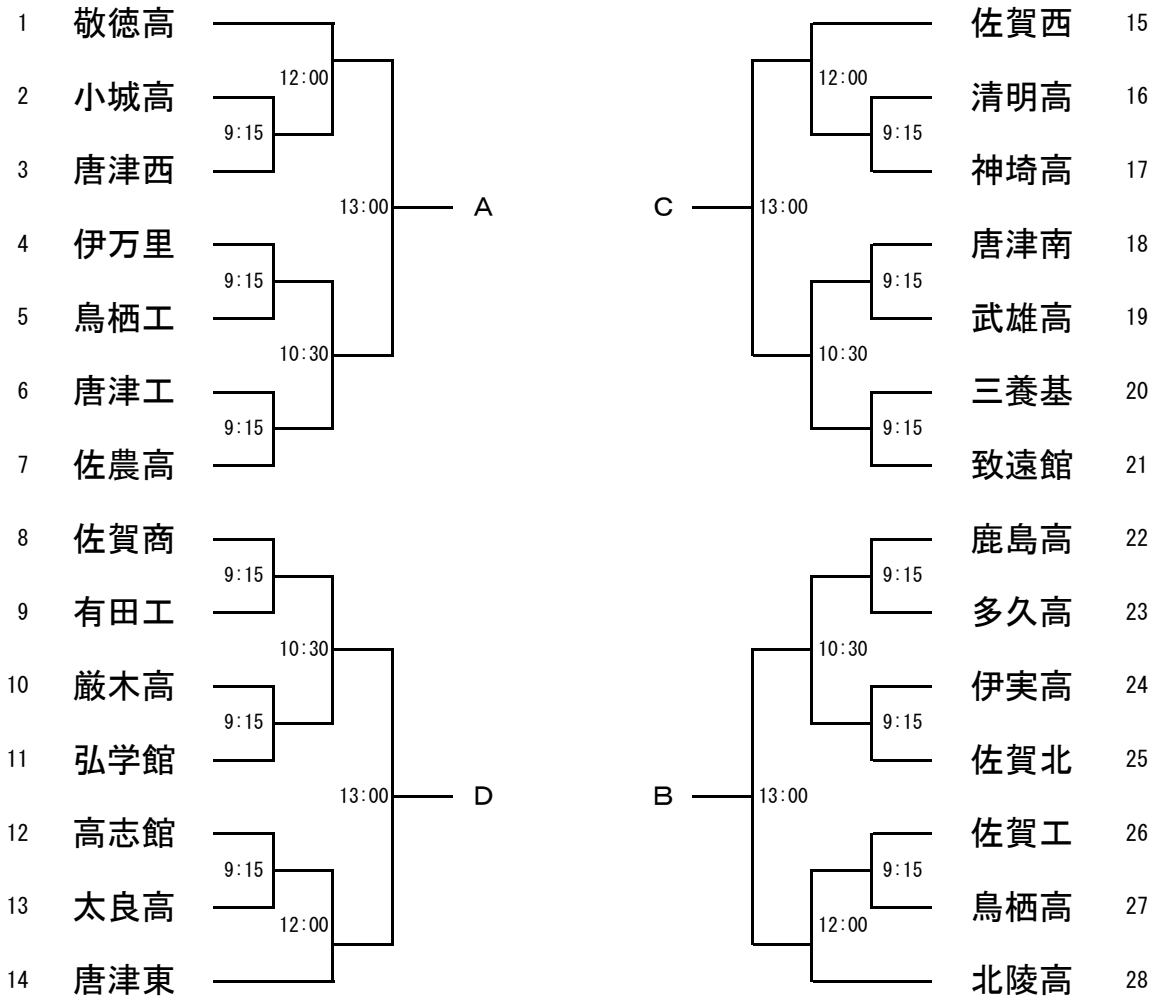 1 敬徳高 佐賀西 15
12:00 12:00
2 小城高 清明高 16
9:15 9:15
3 唐津西 神埼高 17
13:00 A C 13:00
4 伊万里 唐津南 18
9:15 9:15
5 鳥栖工 武雄高 19
10:30 10:30
6 唐津工 三養基 20
9:15 9:15
7 佐農高 致遠館 21
8 佐賀商 鹿島高 22
9:15 9:15
9 有田工 多久高 23
10:30 10:30
10 厳木高 伊実高 24
9:15 9:15
11 弘学館 佐賀北 25
13:00 D B 13:00
12 高志館 佐賀工 26
9:15 9:15
13 太良高 鳥栖高 27
12:00 12:00
14 唐津東 北陵高 28